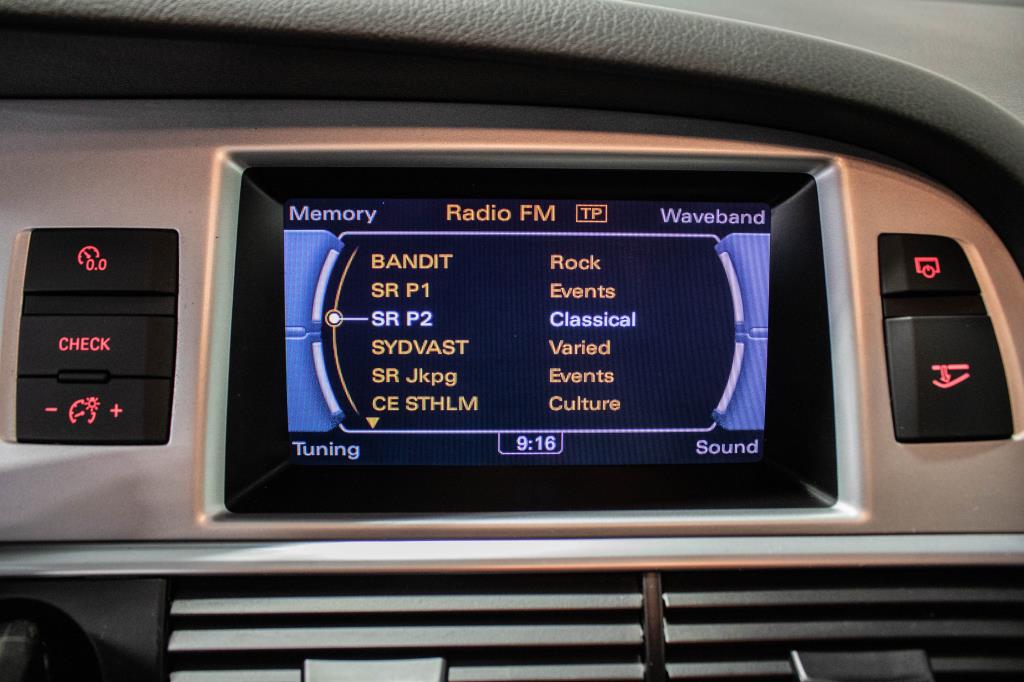 Memory Radio FM TP Waveband
BANDIT Rock
SR P1 Events
SR P2 Classical
SYDVAST Varied
SR Jkpg Events
CE STHLM Culture
Tuning 9:16 Sound
0.0
CHECK
- +